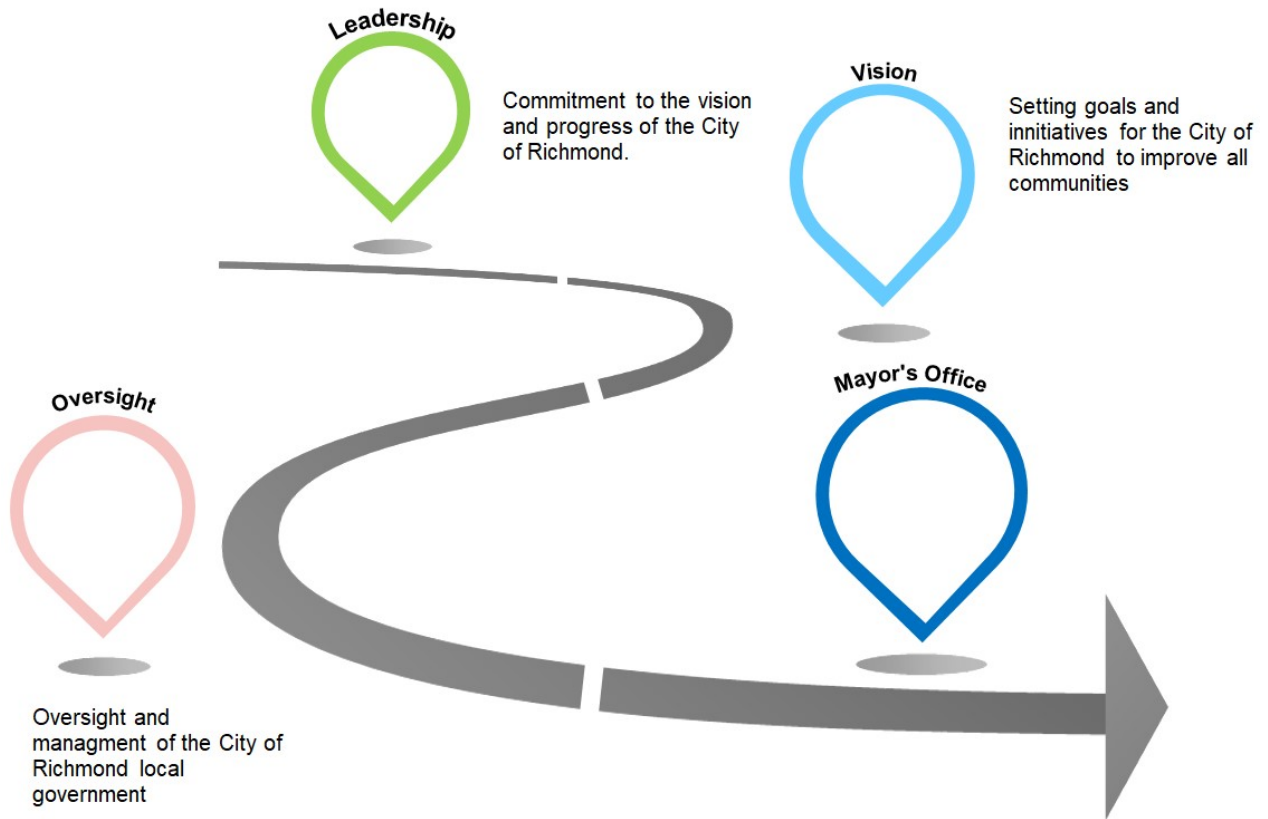 Leadership
Commitment to the vision
and progress of the City
of Richmond.
Vision
Setting goals and
innitiatives for the City of
Richmond to improve all
communities
Oversight
Oversight and
managment of the City of
Richmond local
government
Mayor's Office